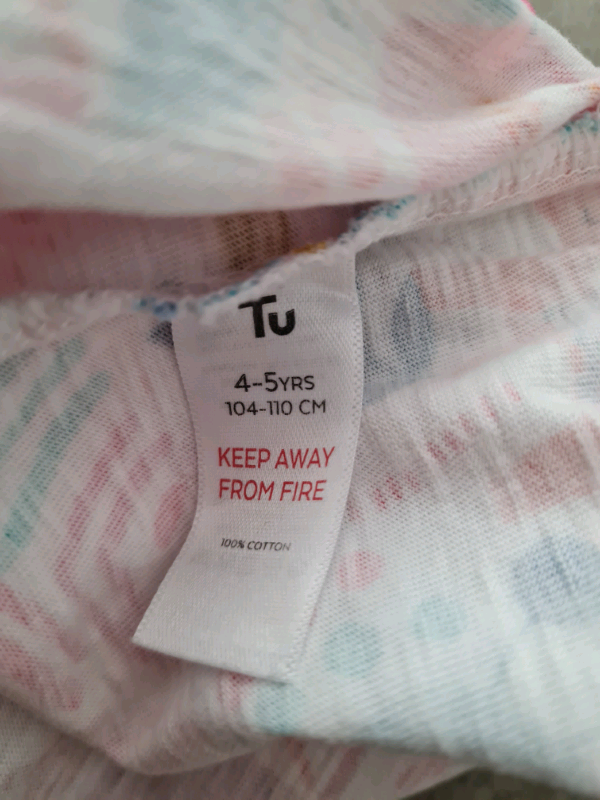 Tu
4-5YRS
104-110 CM
KEEP AWAY
FROM FIRE
100% COTTON